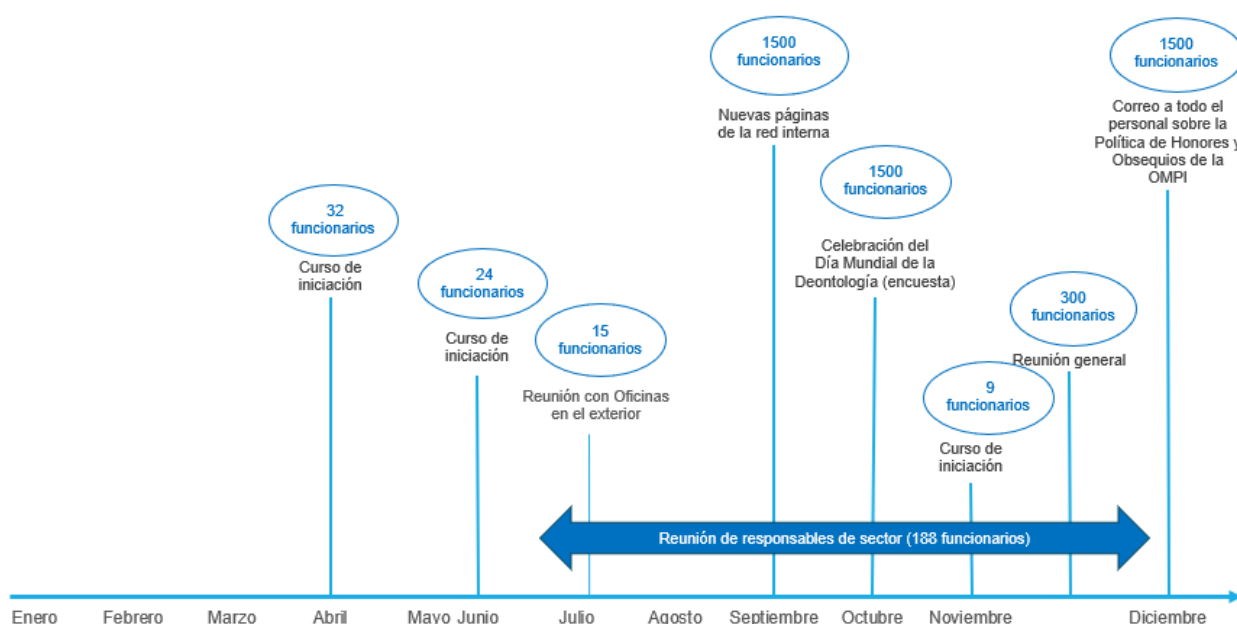 32
funcionarios
Curso de
iniciación
24
funcionarios
Curso de
iniciación
15
funcionarios
Reunión con Oficinas
en el exterior
1500
funcionarios
Nuevas páginas
de la red interna
1500
funcionarios
Celebración del
Día Mundial de la
Deontología (encuesta)
9
funcionarios
Curso de
iniciación
300
funcionarios
Reunión general
1500
funcionarios
Correo a todo el
personal sobre la
Política de Honores y
Obsequios de la
OMPI
Reunión de responsables de sector (188 funcionarios)
Enero Febrero Marzo Abril Mayo Junio Julio Agosto Septiembre Octubre Noviembre Diciembre